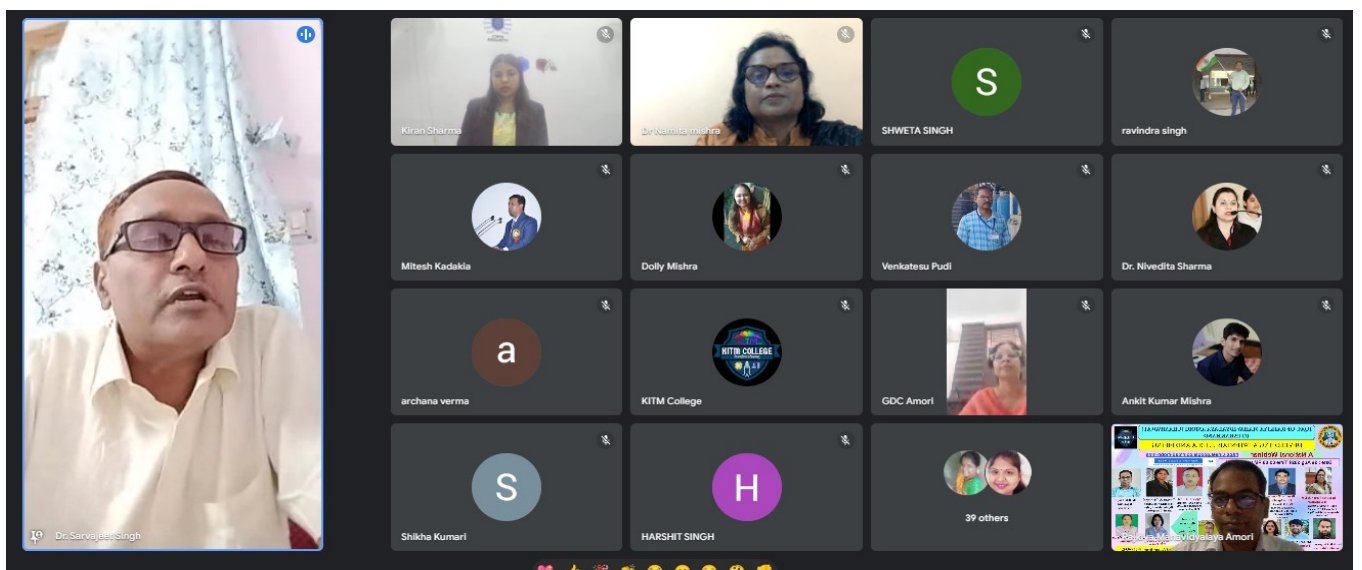 Dr. Sarvajeet Singh
Kiran Sharma
Dr Namita mishra
S
SHWETA SINGH
ravindra singh
Mitesh Kadakia
Dolly Mishra
Venkatesu Pudi
Dr. Nivedita Sharma
a
archana verma
KITM COLLEGE
KITM College
GDC Amori
Ankit Kumar Mishra
S
Shikha Kumari
H
HARSHIT SINGH
39 others
A National Webinar
Rajkiya Mahavidyalaya Amori